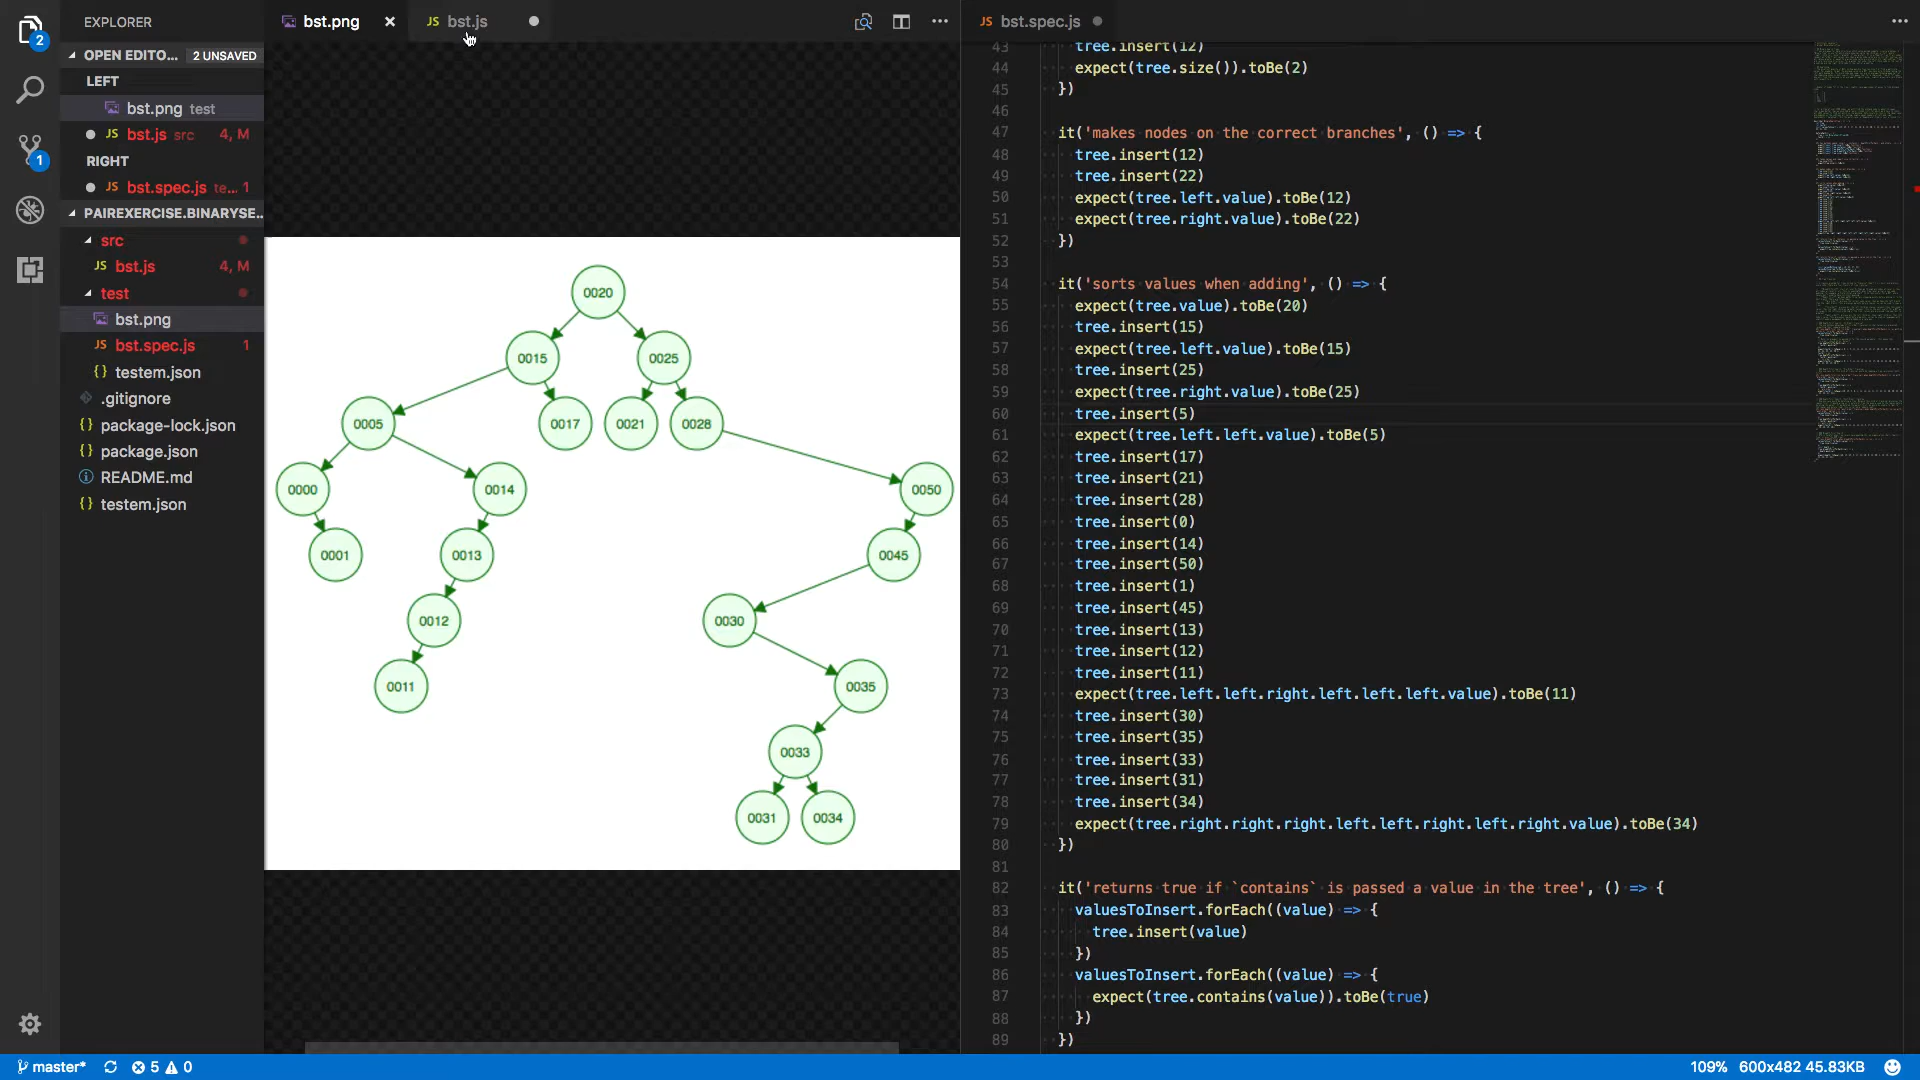 EXPLORER
OPEN EDITO... 2 UNSAVED
LEFT
bst.png test
JS bst.js src 4, M
RIGHT
JS bst.spec.js te... 1
PAIREXERCISE.BINARYSE...
src
JS bst.js 4, M
test
bst.png
JS bst.spec.js 1
{} testem.json
.gitignore
{} package-lock.json
{} package.json
README.md
{} testem.json
2
1
bst.png
JS bst.js
0020
0015
0025
0005
0017
0021
0028
0000
0014
0050
0001
0013
0045
0012
0030
0011
0035
0033
0031
0034
JS bst.spec.js
43 tree.insert(12)
44 expect(tree.size()).toBe(2)
45 })
46
47 it('makes nodes on the correct branches', () => {
48 tree.insert(12)
49 tree.insert(22)
50 expect(tree.left.value).toBe(12)
51 expect(tree.right.value).toBe(22)
52 })
53
54 it('sorts values when adding', () => {
55 expect(tree.value).toBe(20)
56 tree.insert(15)
57 expect(tree.left.value).toBe(15)
58 tree.insert(25)
59 expect(tree.right.value).toBe(25)
60 tree.insert(5)
61 expect(tree.left.left.value).toBe(5)
62 tree.insert(17)
63 tree.insert(21)
64 tree.insert(28)
65 tree.insert(0)
66 tree.insert(14)
67 tree.insert(50)
68 tree.insert(1)
69 tree.insert(45)
70 tree.insert(13)
71 tree.insert(12)
72 tree.insert(11)
73 expect(tree.left.left.right.left.left.left.value).toBe(11)
74 tree.insert(30)
75 tree.insert(35)
76 tree.insert(33)
77 tree.insert(31)
78 tree.insert(34)
79 expect(tree.right.right.right.left.left.right.left.right.value).toBe(34)
80 })
81
82 it('returns true if `contains` is passed a value in the tree', () => {
83 valuesToInsert.forEach((value) => {
84 tree.insert(value)
85 })
86 valuesToInsert.forEach((value) => {
87 expect(tree.contains(value)).toBe(true)
88 })
89 })
master* 5 0
109% 600x482 45.83KB